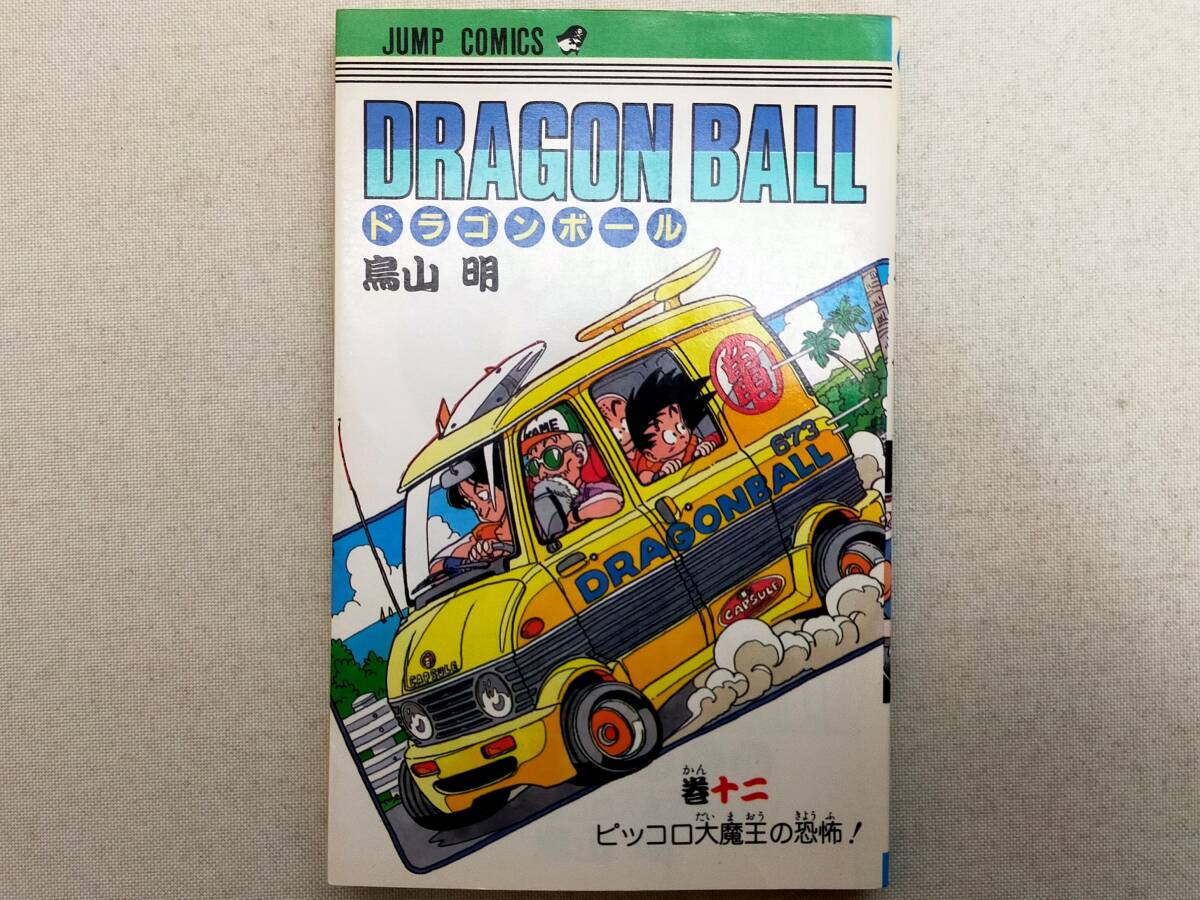 JUMP COMICS
DRAGON BALL
ドラゴンボール
鳥山 明
亀
KAME
673
DRAGONBALL
CAPSULE
CAPSULE
かん
巻十二
だいまおう きょうふ
ピッコロ大魔王の恐怖!